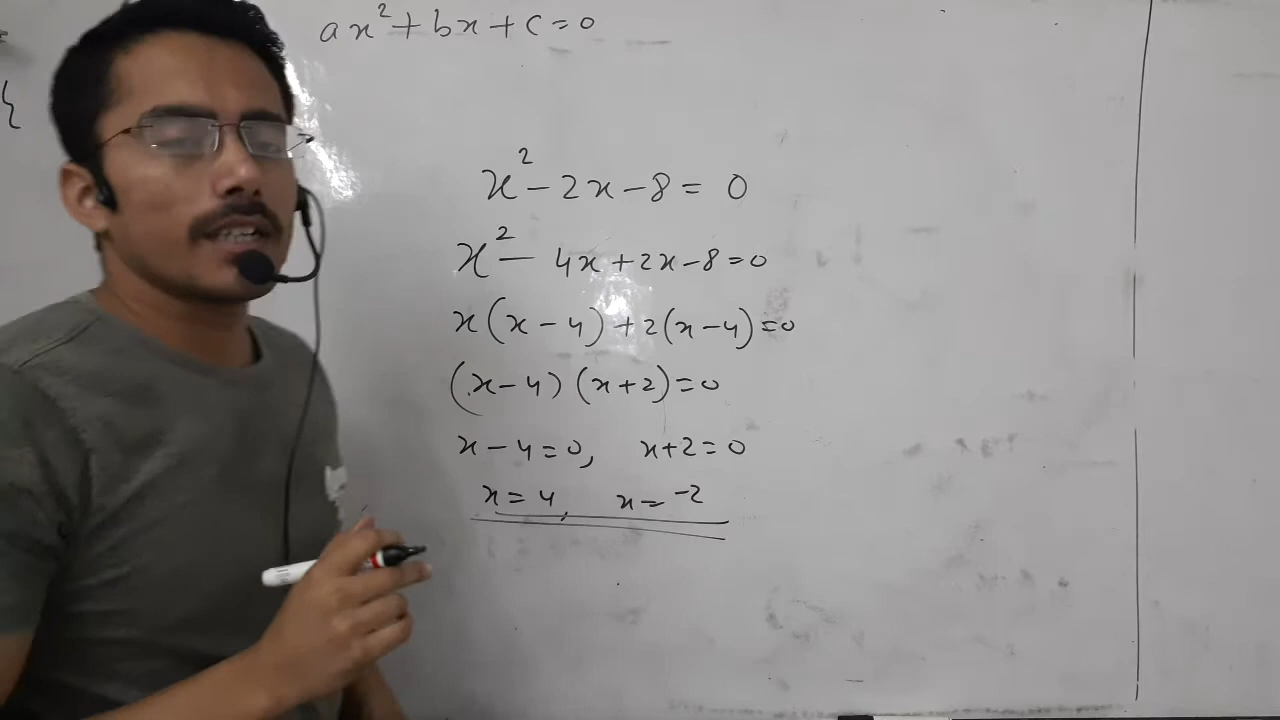 ax² + bx + c = 0
x² - 2x - 8 = 0
x² - 4x + 2x - 8 = 0
x(x - 4) + 2(x - 4) = 0
(x - 4)(x + 2) = 0
x - 4 = 0, x + 2 = 0
x = 4, x = -2